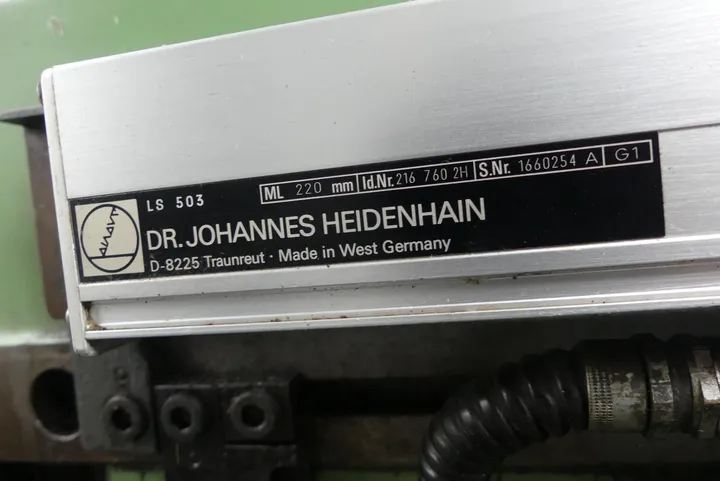 LS 503
ML 220 mm Id.Nr. 216 760 2H S.Nr. 1660254 A G1
DR. JOHANNES HEIDENHAIN
D-8225 Traunreut · Made in West Germany